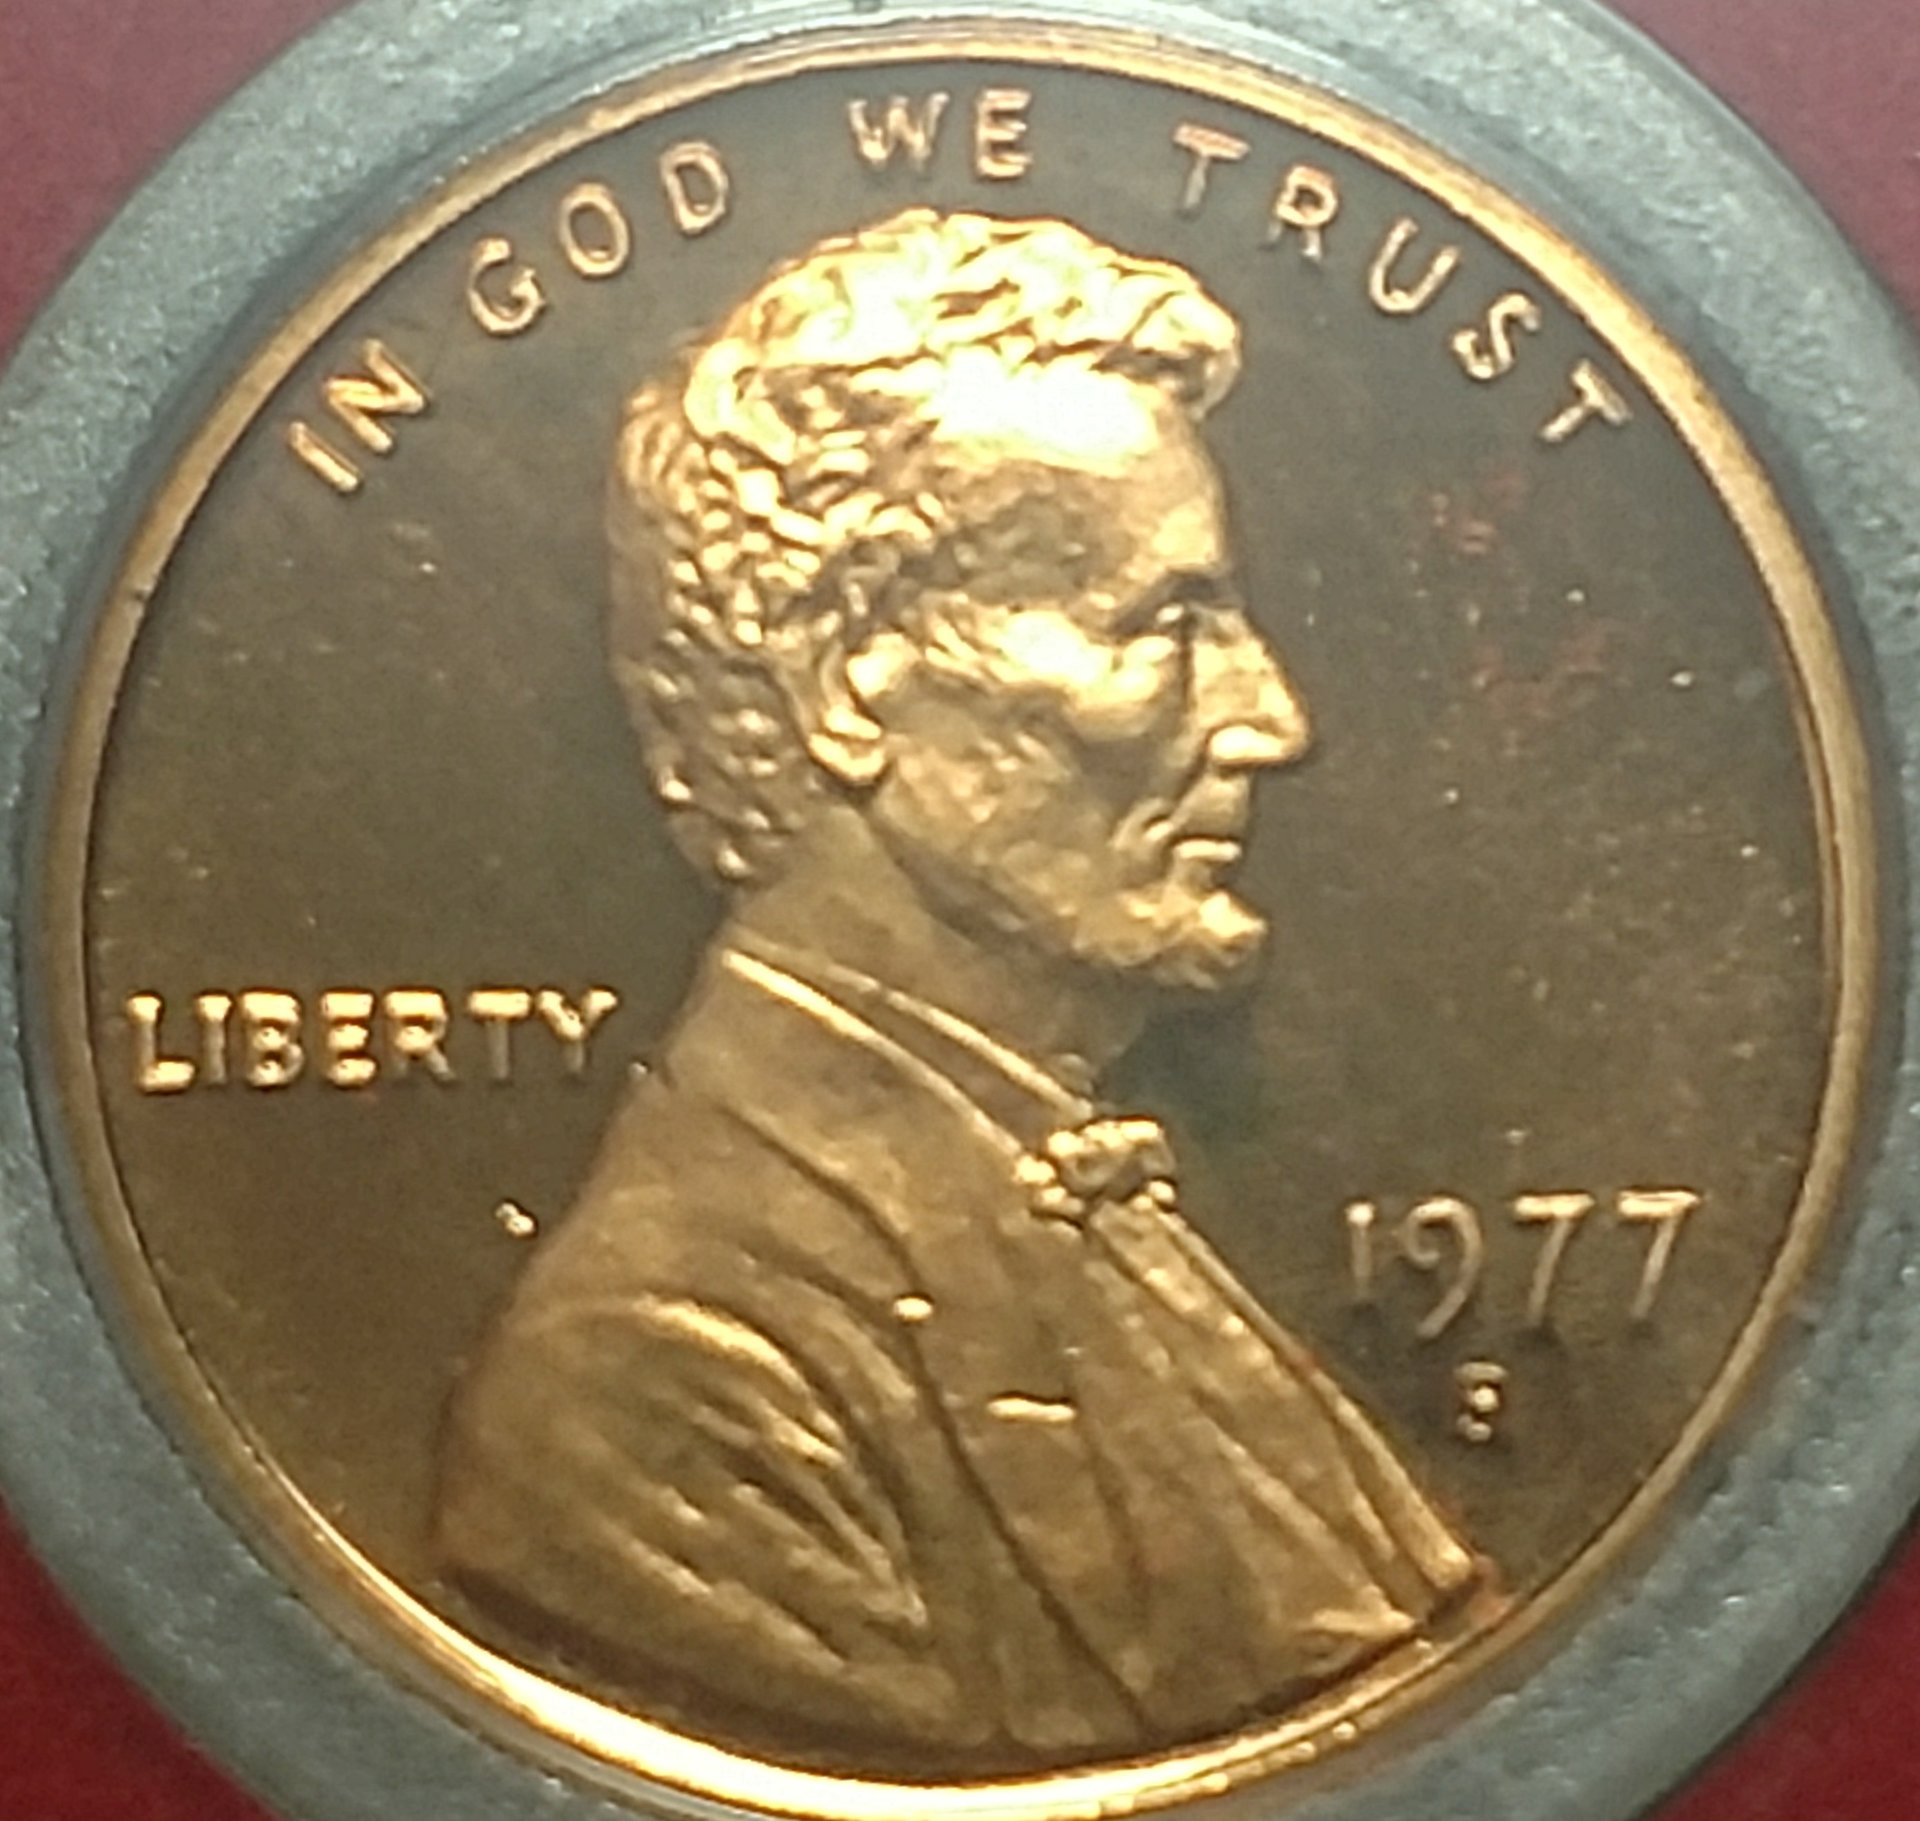 IN GOD WE TRUST
LIBERTY
1977
S